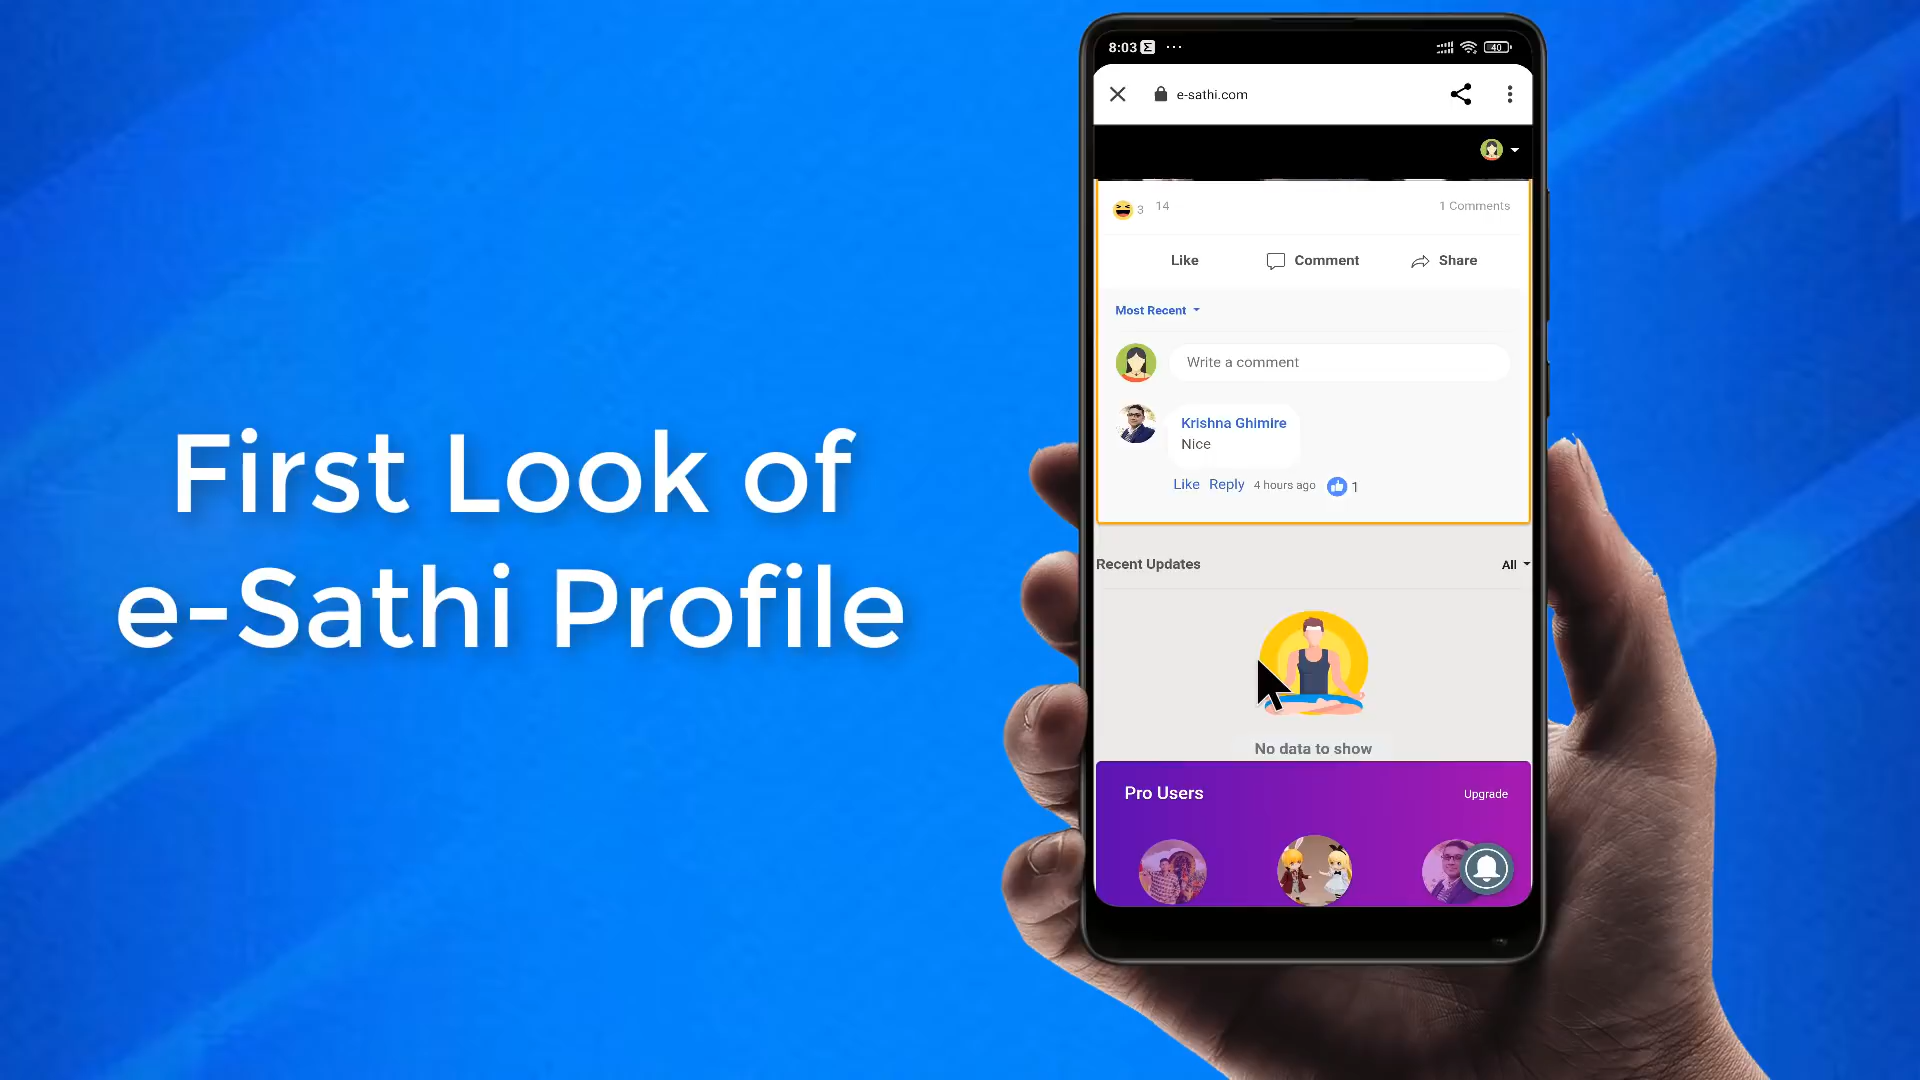 First Look of
e-Sathi Profile
8:03
40
e-sathi.com
3 14 1 Comments
Like Comment Share
Most Recent
Write a comment
Krishna Ghimire
Nice
Like Reply 4 hours ago 1
Recent Updates All
No data to show
Pro Users Upgrade